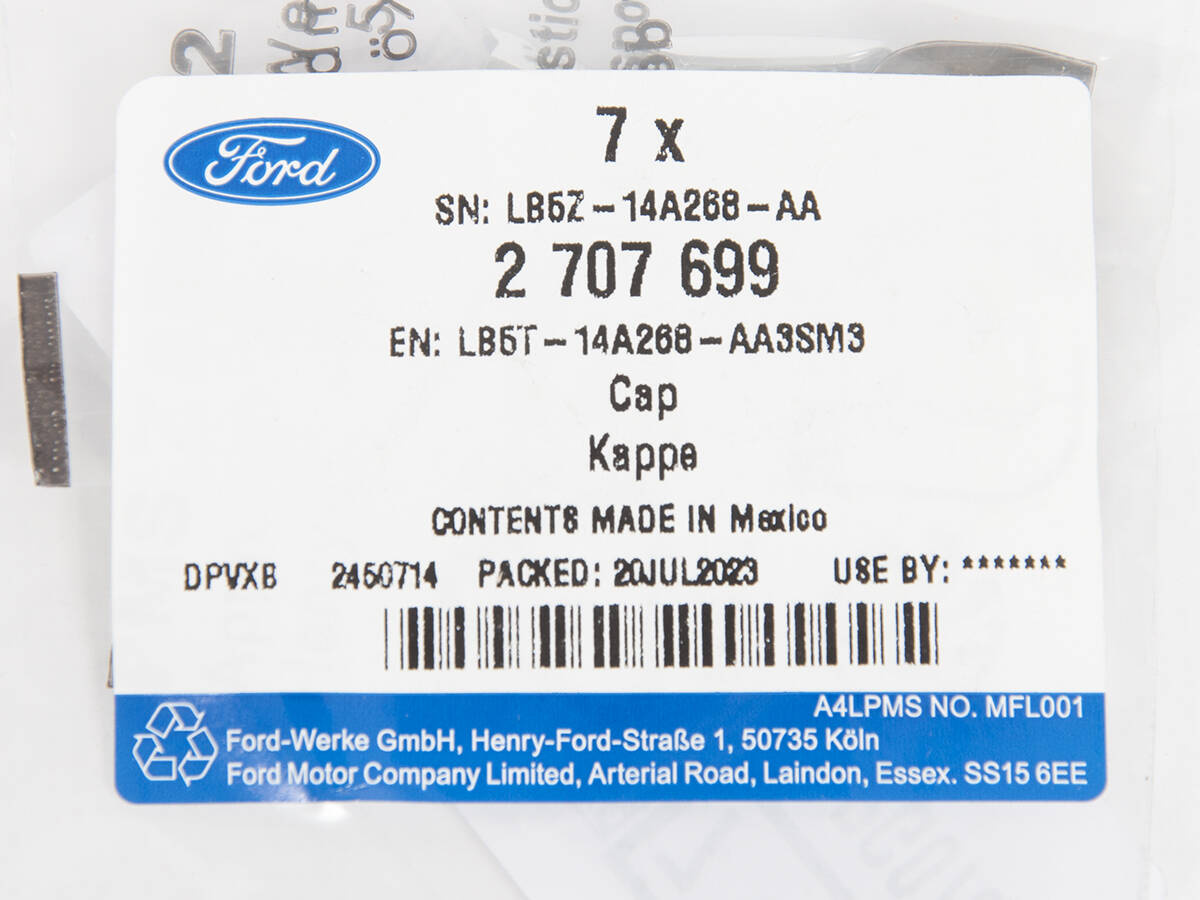 Ford
7 x
SN: LB5Z-14A268-AA
2 707 699
EN: LB5T-14A268-AA3SM3
Cap
Kappe
CONTENTS MADE IN Mexico
DPVXB 2450714 PACKED: 20JUL2023 USE BY: *******
A4LPMS NO. MFL001
Ford-Werke GmbH, Henry-Ford-Straße 1, 50735 Köln
Ford Motor Company Limited, Arterial Road, Laindon, Essex. SS15 6EE